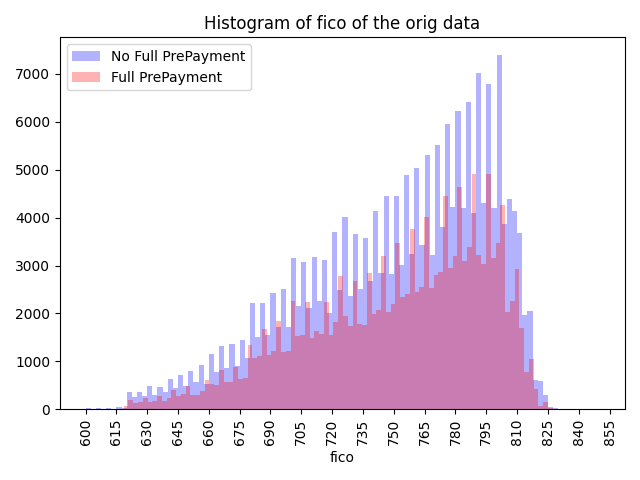 Histogram of fico of the orig data
No Full PrePayment
Full PrePayment
7000
6000
5000
4000
3000
2000
1000
0
600 615 630 645 660 675 690 705 720 735 750 765 780 795 810 825 840 855
fico